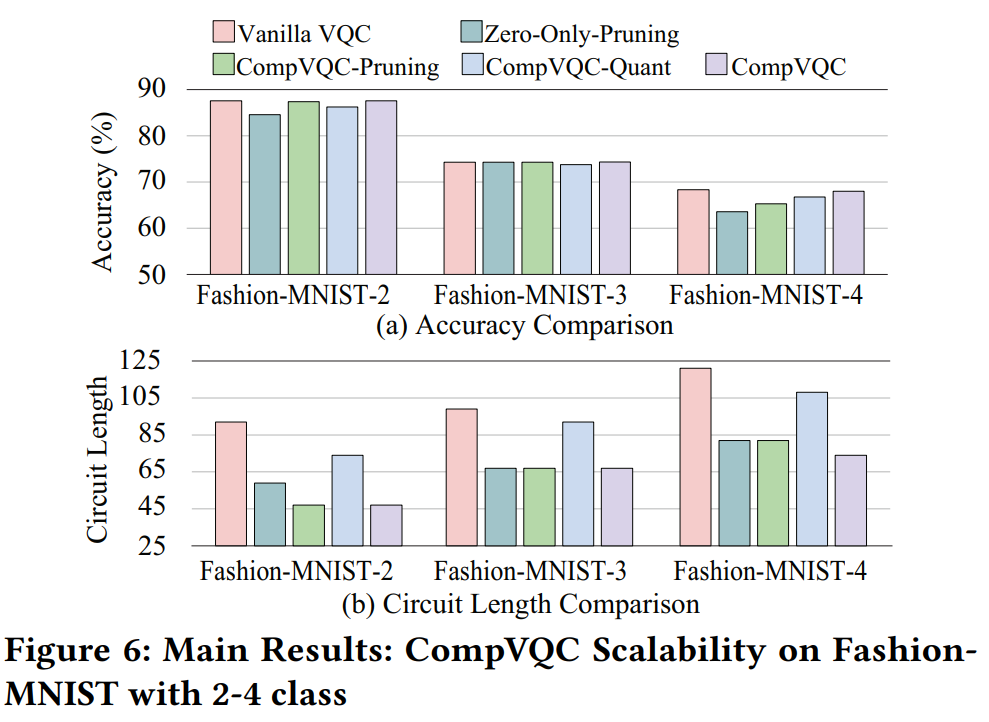 Vanilla VQC Zero-Only-Pruning
CompVQC-Pruning CompVQC-Quant CompVQC
Accuracy (%)
90
80
70
60
50
Fashion-MNIST-2 Fashion-MNIST-3 Fashion-MNIST-4
(a) Accuracy Comparison
Circuit Length
125
105
85
65
45
25
Fashion-MNIST-2 Fashion-MNIST-3 Fashion-MNIST-4
(b) Circuit Length Comparison
Figure 6: Main Results: CompVQC Scalability on Fashion-
MNIST with 2-4 class